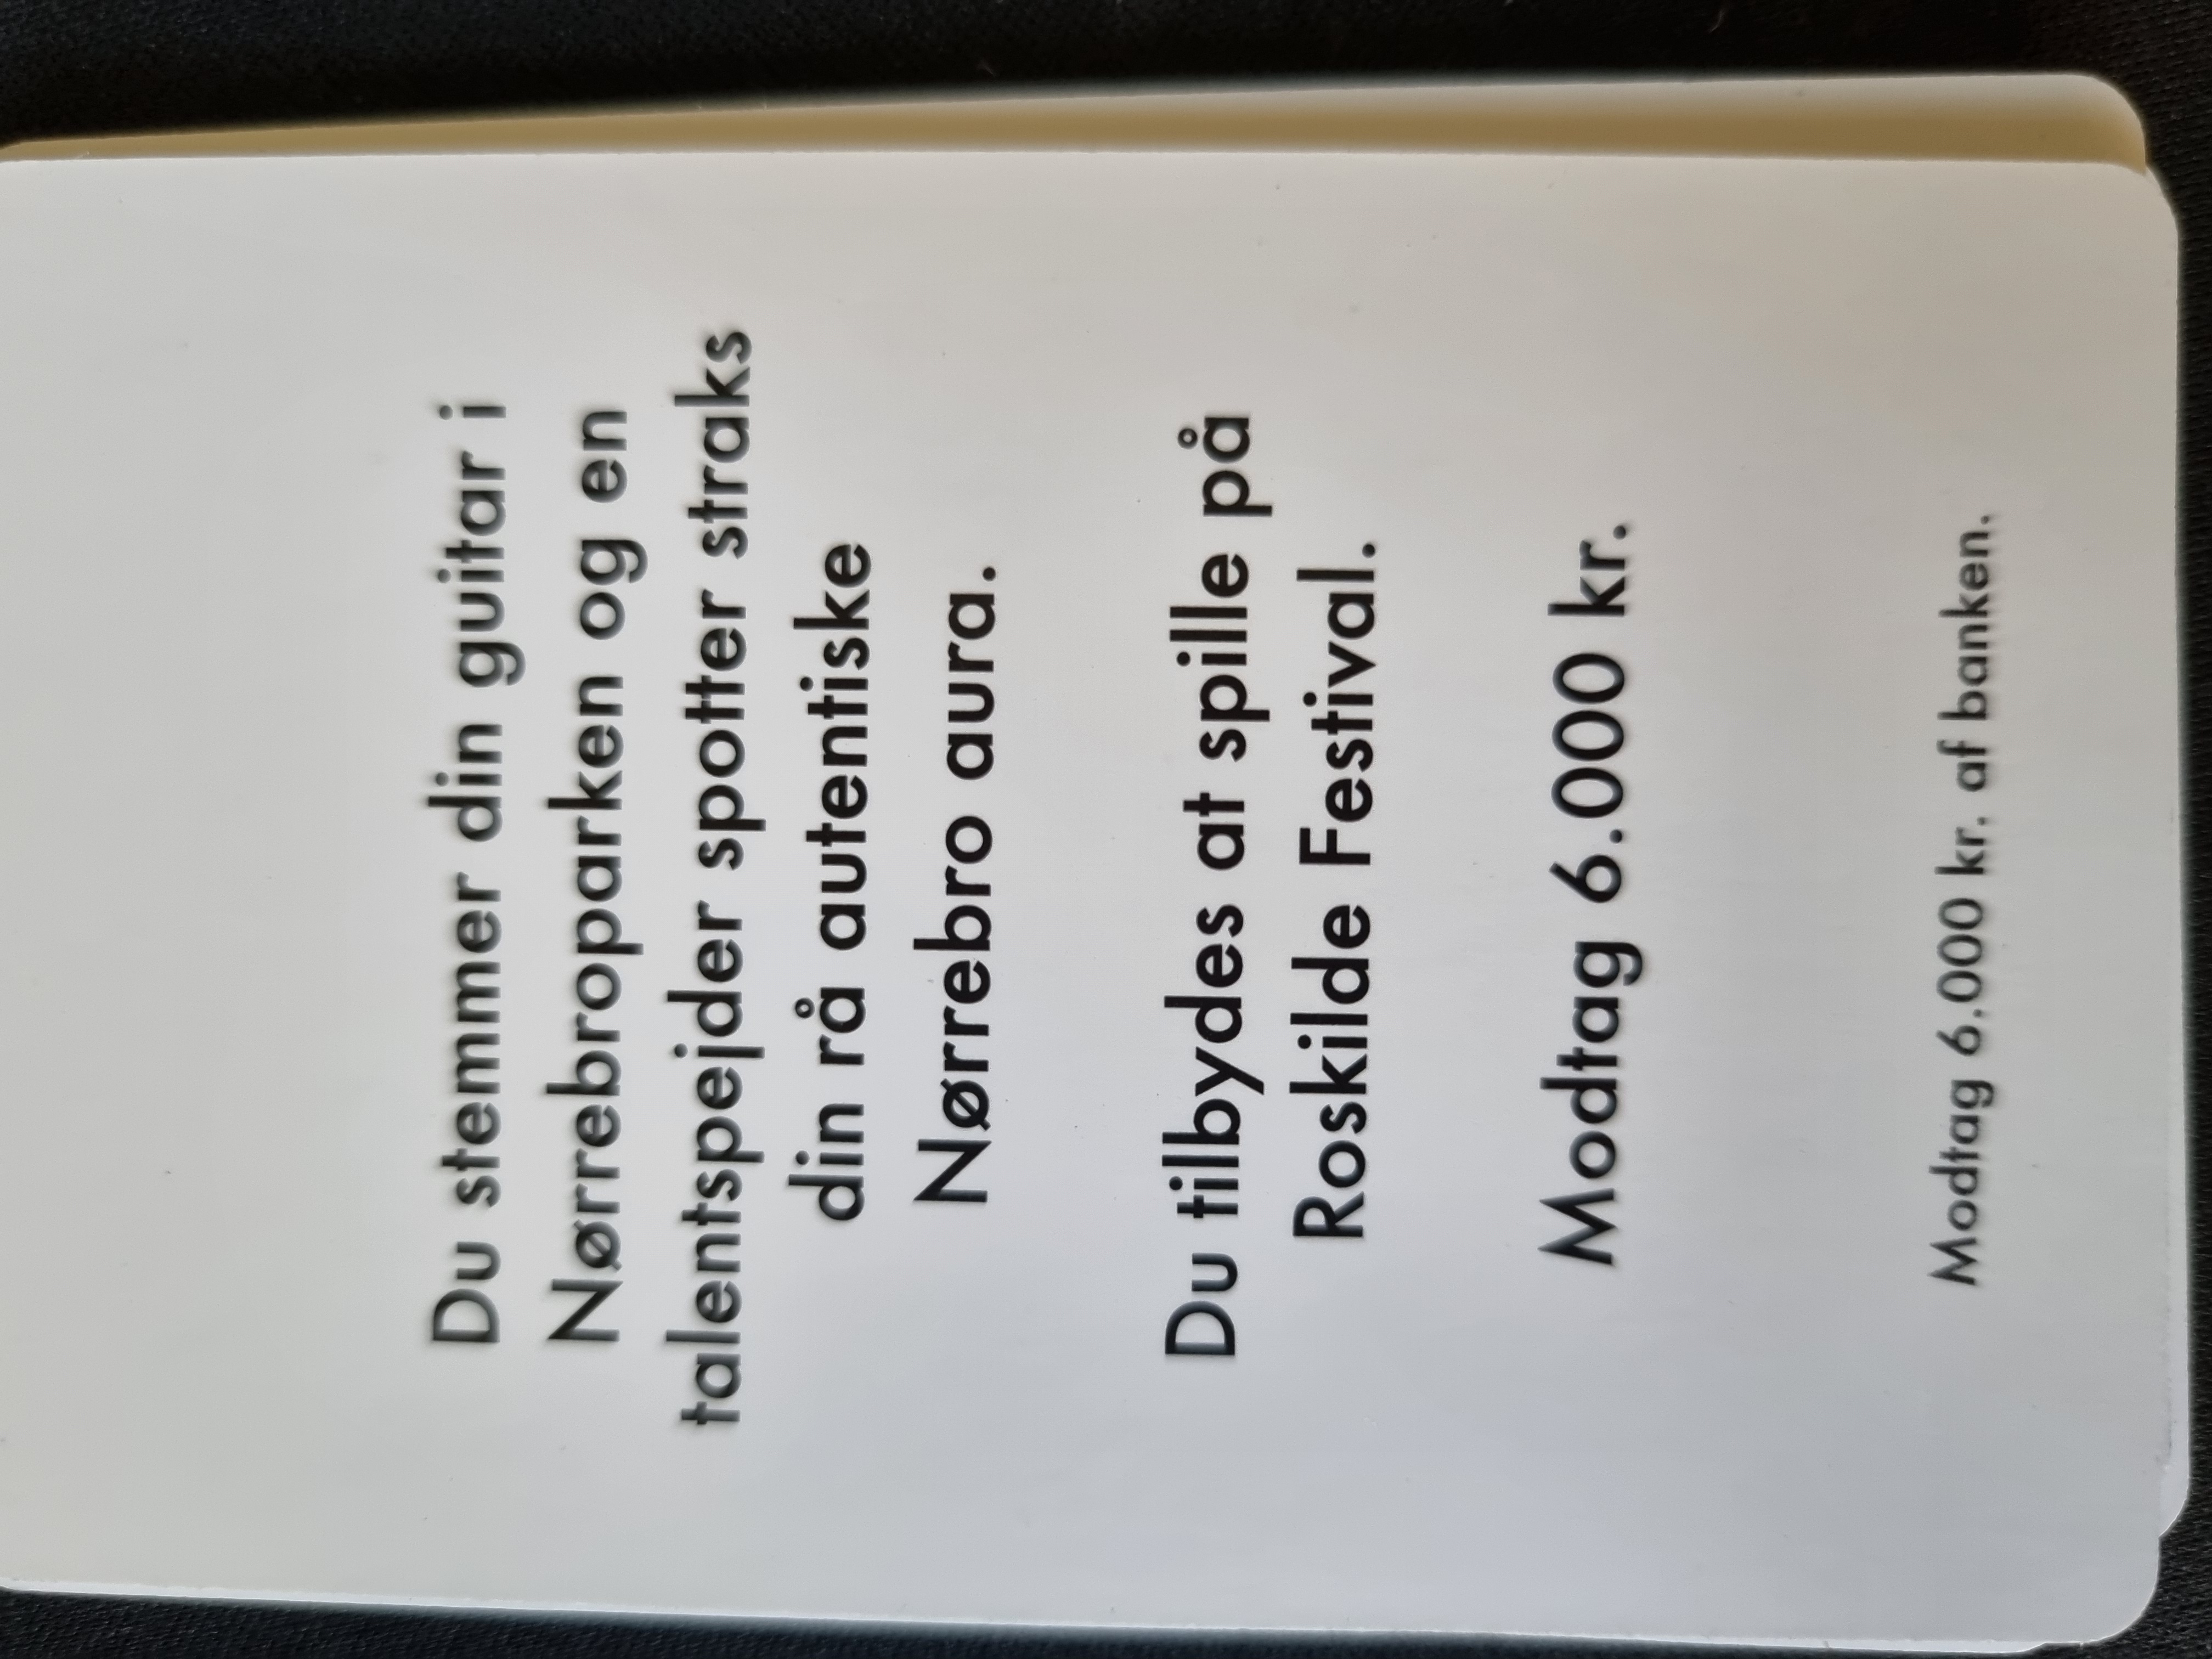 Du stemmer din guitar i
Nørrebroparken og en
talentspejder spotter straks
din rå autentiske
Nørrebro aura.
Du tilbydes at spille på
Roskilde Festival.
Modtag 6.000 kr.
Modtag 6.000 kr. af banken.